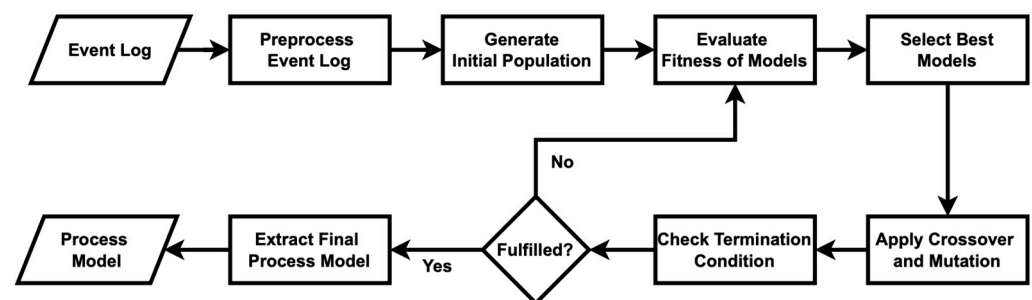 Event Log
Preprocess
Event Log
Generate
Initial Population
Evaluate
Fitness of Models
Select Best
Models
No
Process
Model
Extract Final
Process Model
Yes
Fulfilled?
Check Termination
Condition
Apply Crossover
and Mutation